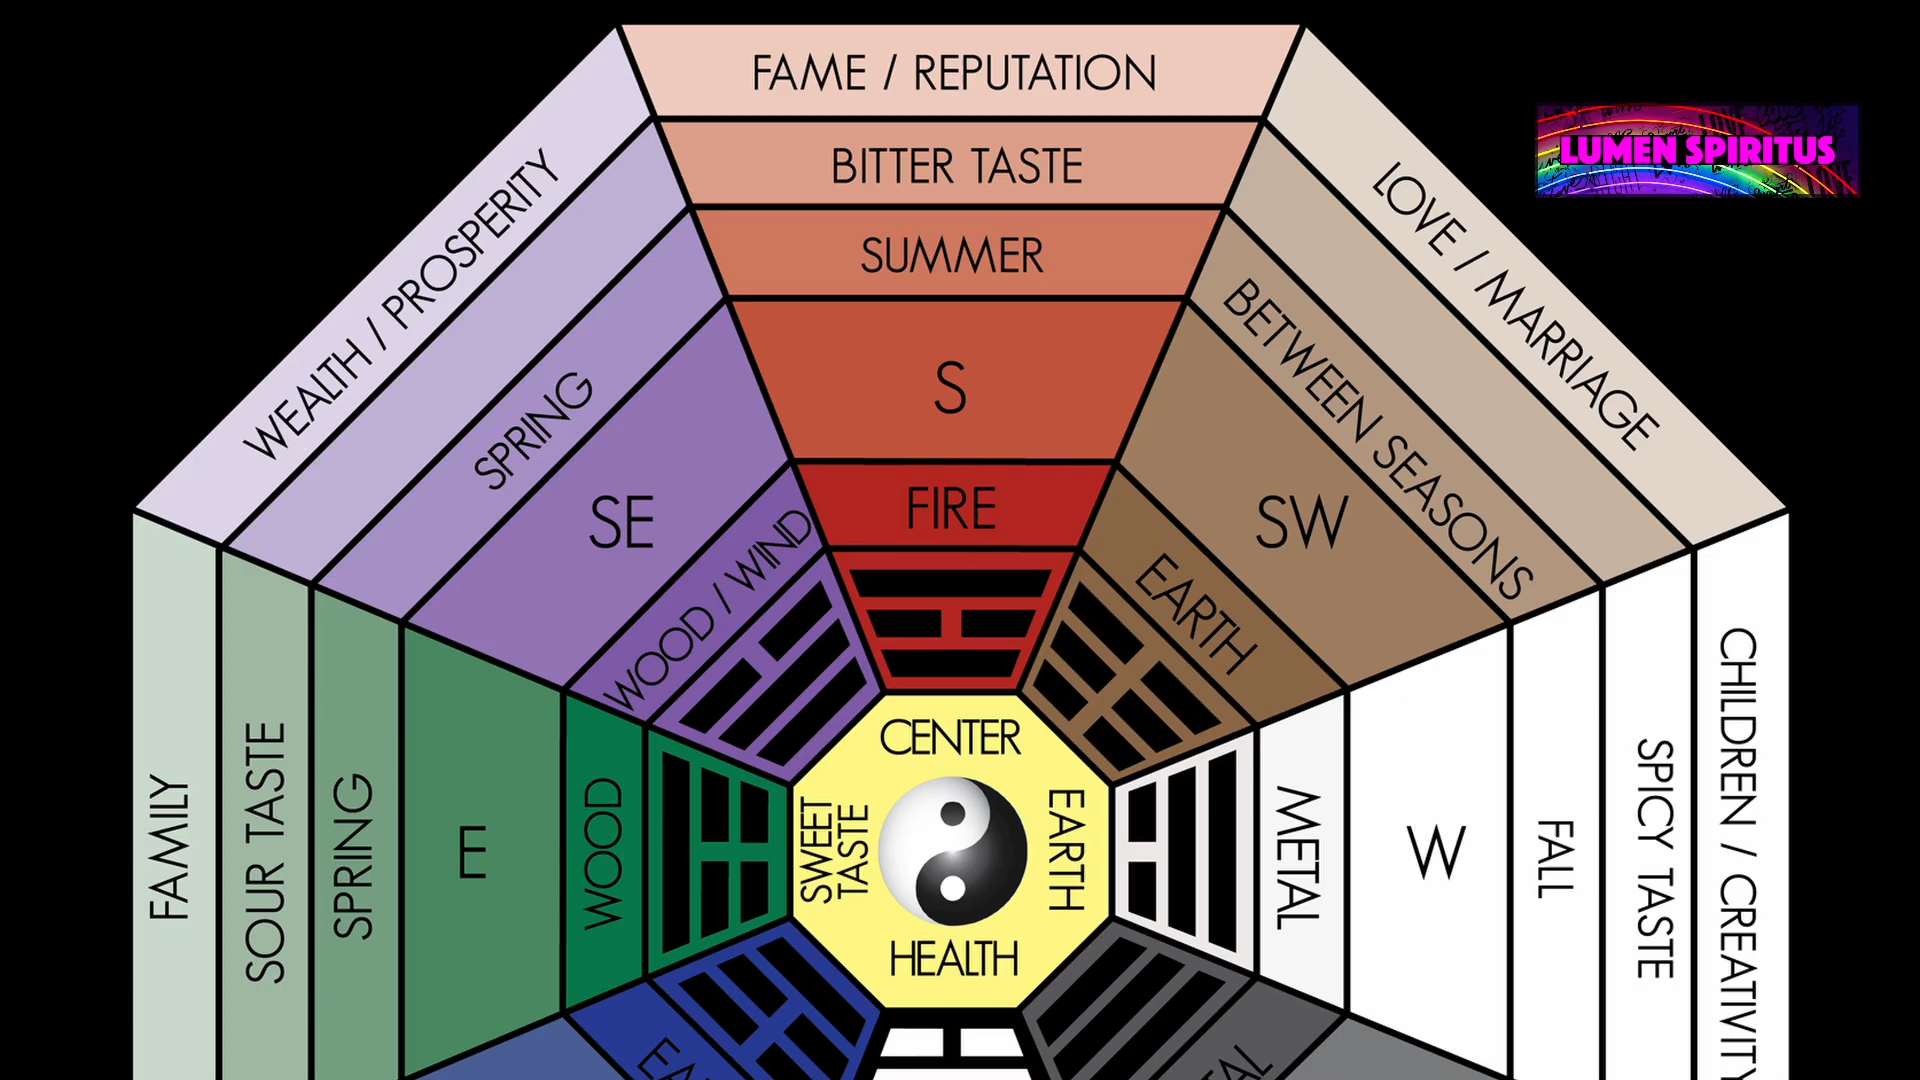 FAME / REPUTATION
BITTER TASTE
SUMMER
S
FIRE
LUMEN SPIRITUS
WEALTH / PROSPERITY
SPRING
SE
WOOD / WIND
LOVE / MARRIAGE
BETWEEN SEASONS
SW
EARTH
FAMILY
SOUR TASTE
SPRING
E
WOOD
CENTER
SWEET
TASTE
EARTH
HEALTH
METAL
W
FALL
SPICY TASTE
CHILDREN / CREATIVITY